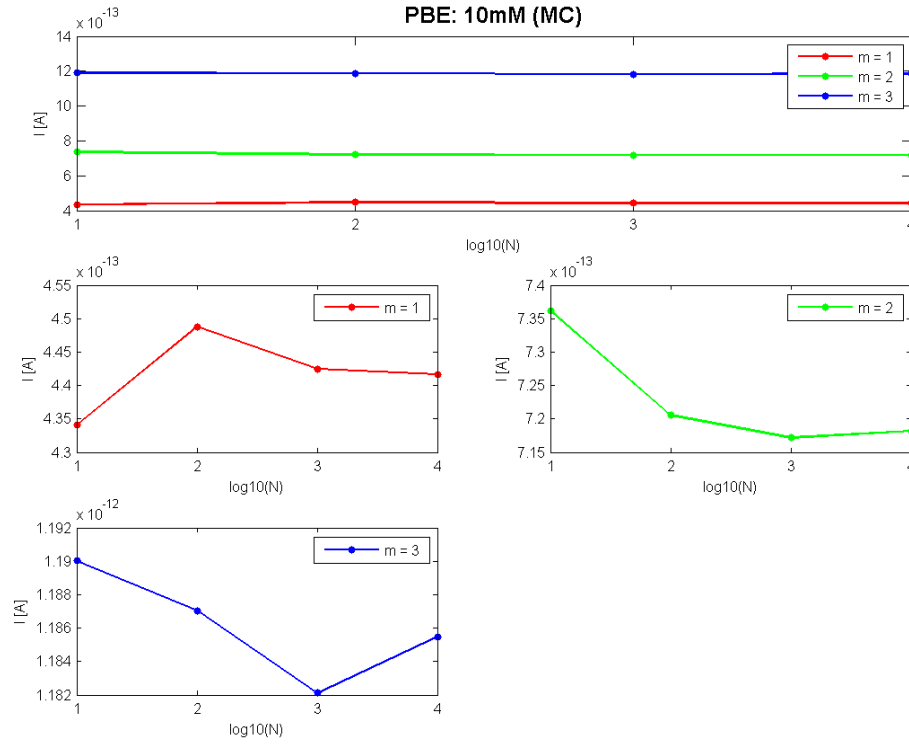 PBE: 10mM (MC)
x 10^-13
14
12
10
8
6
4
I [A]
1 2 3 4
log10(N)
m = 1
m = 2
m = 3
x 10^-13
4.55
4.5
4.45
4.4
4.35
4.3
I [A]
1 2 3 4
log10(N)
m = 1
x 10^-13
7.4
7.35
7.3
7.25
7.2
7.15
I [A]
1 2 3 4
log10(N)
m = 2
x 10^-12
1.192
1.19
1.188
1.186
1.184
1.182
I [A]
1 2 3 4
log10(N)
m = 3